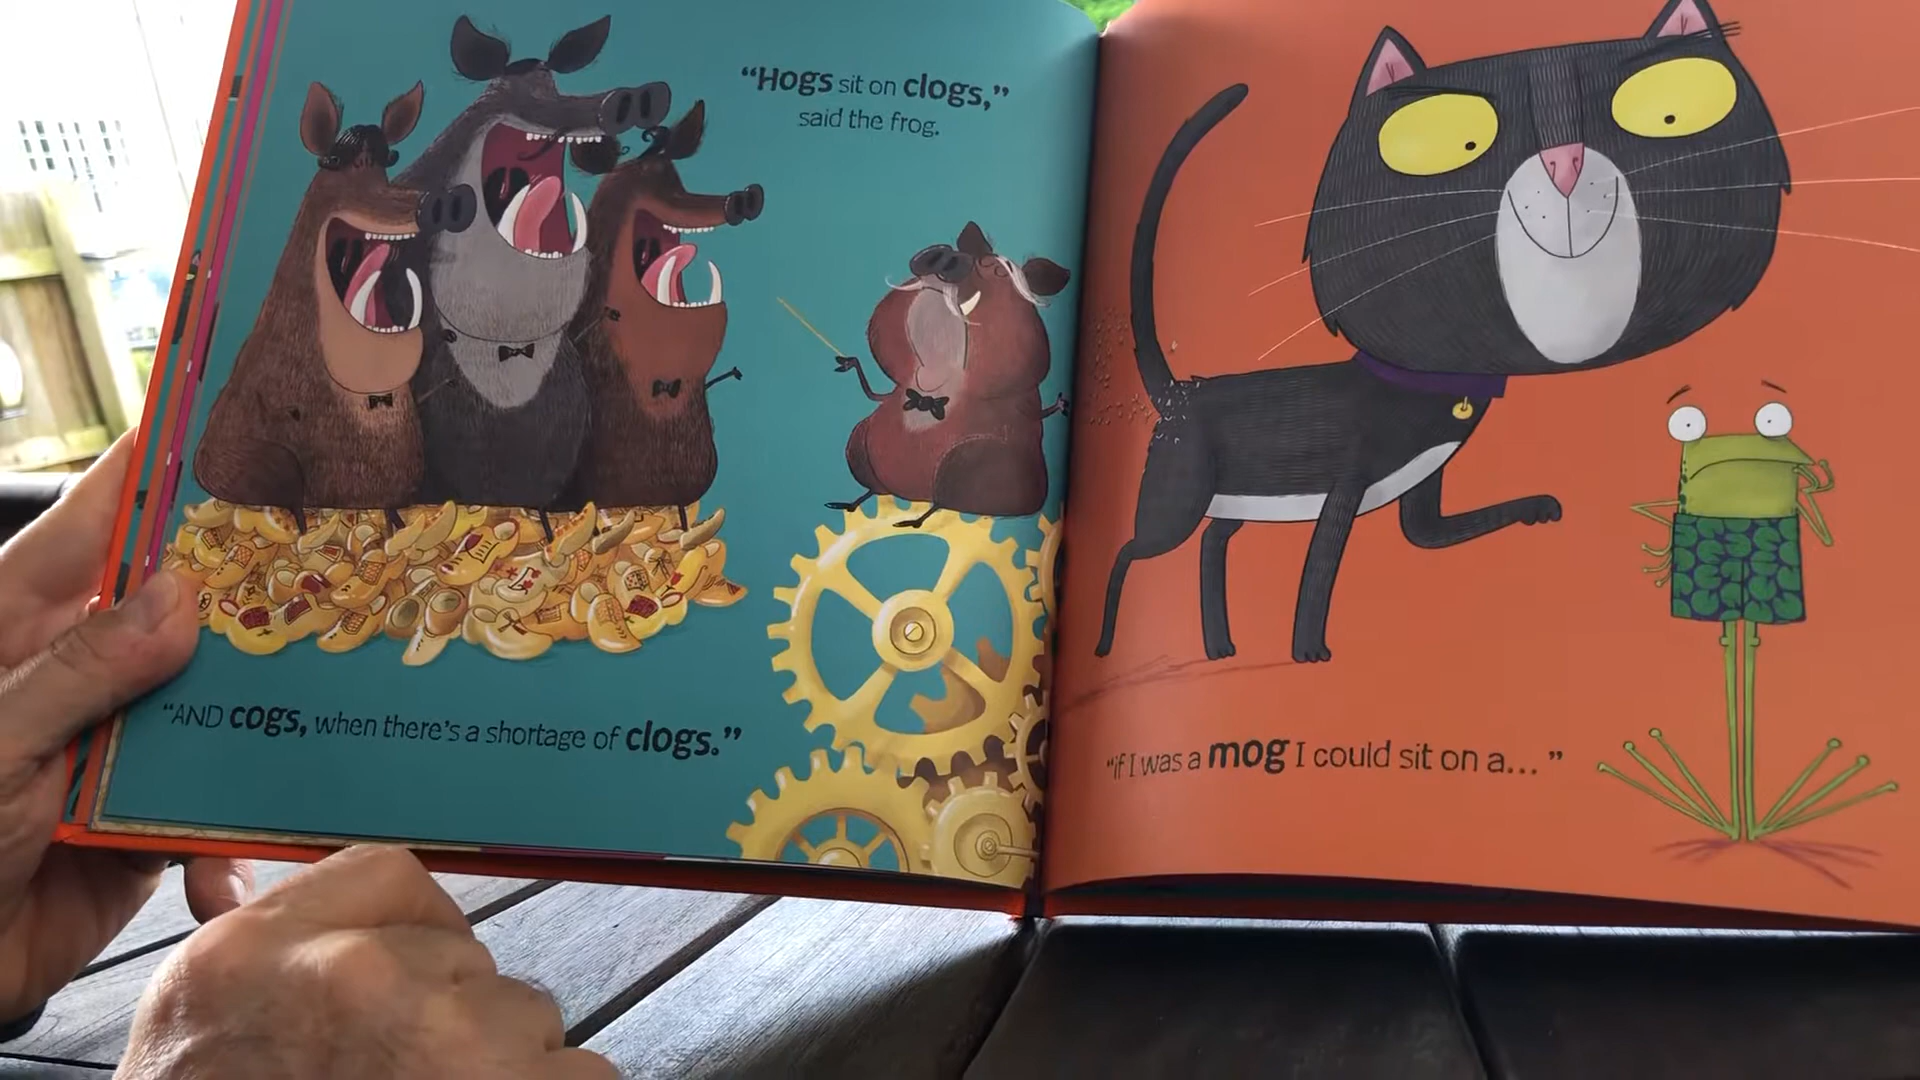 “Hogs sit on clogs,”
said the frog.
“AND cogs, when there’s a shortage of clogs.”
“if I was a mog I could sit on a... ”